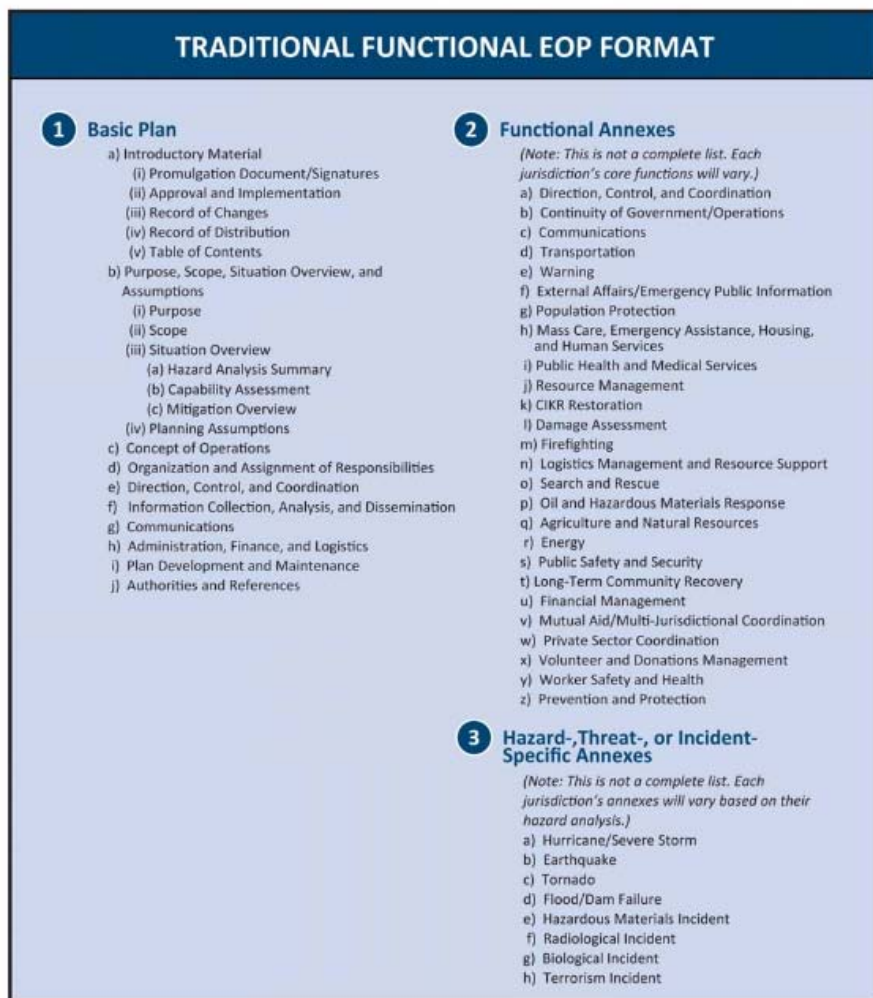 TRADITIONAL FUNCTIONAL EOP FORMAT
1 Basic Plan
a) Introductory Material
(i) Promulgation Document/Signatures
(ii) Approval and Implementation
(iii) Record of Changes
(iv) Record of Distribution
(v) Table of Contents
b) Purpose, Scope, Situation Overview, and
Assumptions
(i) Purpose
(ii) Scope
(iii) Situation Overview
(a) Hazard Analysis Summary
(b) Capability Assessment
(c) Mitigation Overview
(iv) Planning Assumptions
c) Concept of Operations
d) Organization and Assignment of Responsibilities
e) Direction, Control, and Coordination
f) Information Collection, Analysis, and Dissemination
g) Communications
h) Administration, Finance, and Logistics
i) Plan Development and Maintenance
j) Authorities and References
2 Functional Annexes
(Note: This is not a complete list. Each
jurisdiction's core functions will vary.)
a) Direction, Control, and Coordination
b) Continuity of Government/Operations
c) Communications
d) Transportation
e) Warning
f) External Affairs/Emergency Public Information
g) Population Protection
h) Mass Care, Emergency Assistance, Housing,
and Human Services
i) Public Health and Medical Services
j) Resource Management
k) CIKR Restoration
l) Damage Assessment
m) Firefighting
n) Logistics Management and Resource Support
o) Search and Rescue
p) Oil and Hazardous Materials Response
q) Agriculture and Natural Resources
r) Energy
s) Public Safety and Security
t) Long-Term Community Recovery
u) Financial Management
v) Mutual Aid/Multi-Jurisdictional Coordination
w) Private Sector Coordination
x) Volunteer and Donations Management
y) Worker Safety and Health
z) Prevention and Protection
3 Hazard-,Threat-, or Incident-
Specific Annexes
(Note: This is not a complete list. Each
jurisdiction's annexes will vary based on their
hazard analysis.)
a) Hurricane/Severe Storm
b) Earthquake
c) Tornado
d) Flood/Dam Failure
e) Hazardous Materials Incident
f) Radiological Incident
g) Biological Incident
h) Terrorism Incident